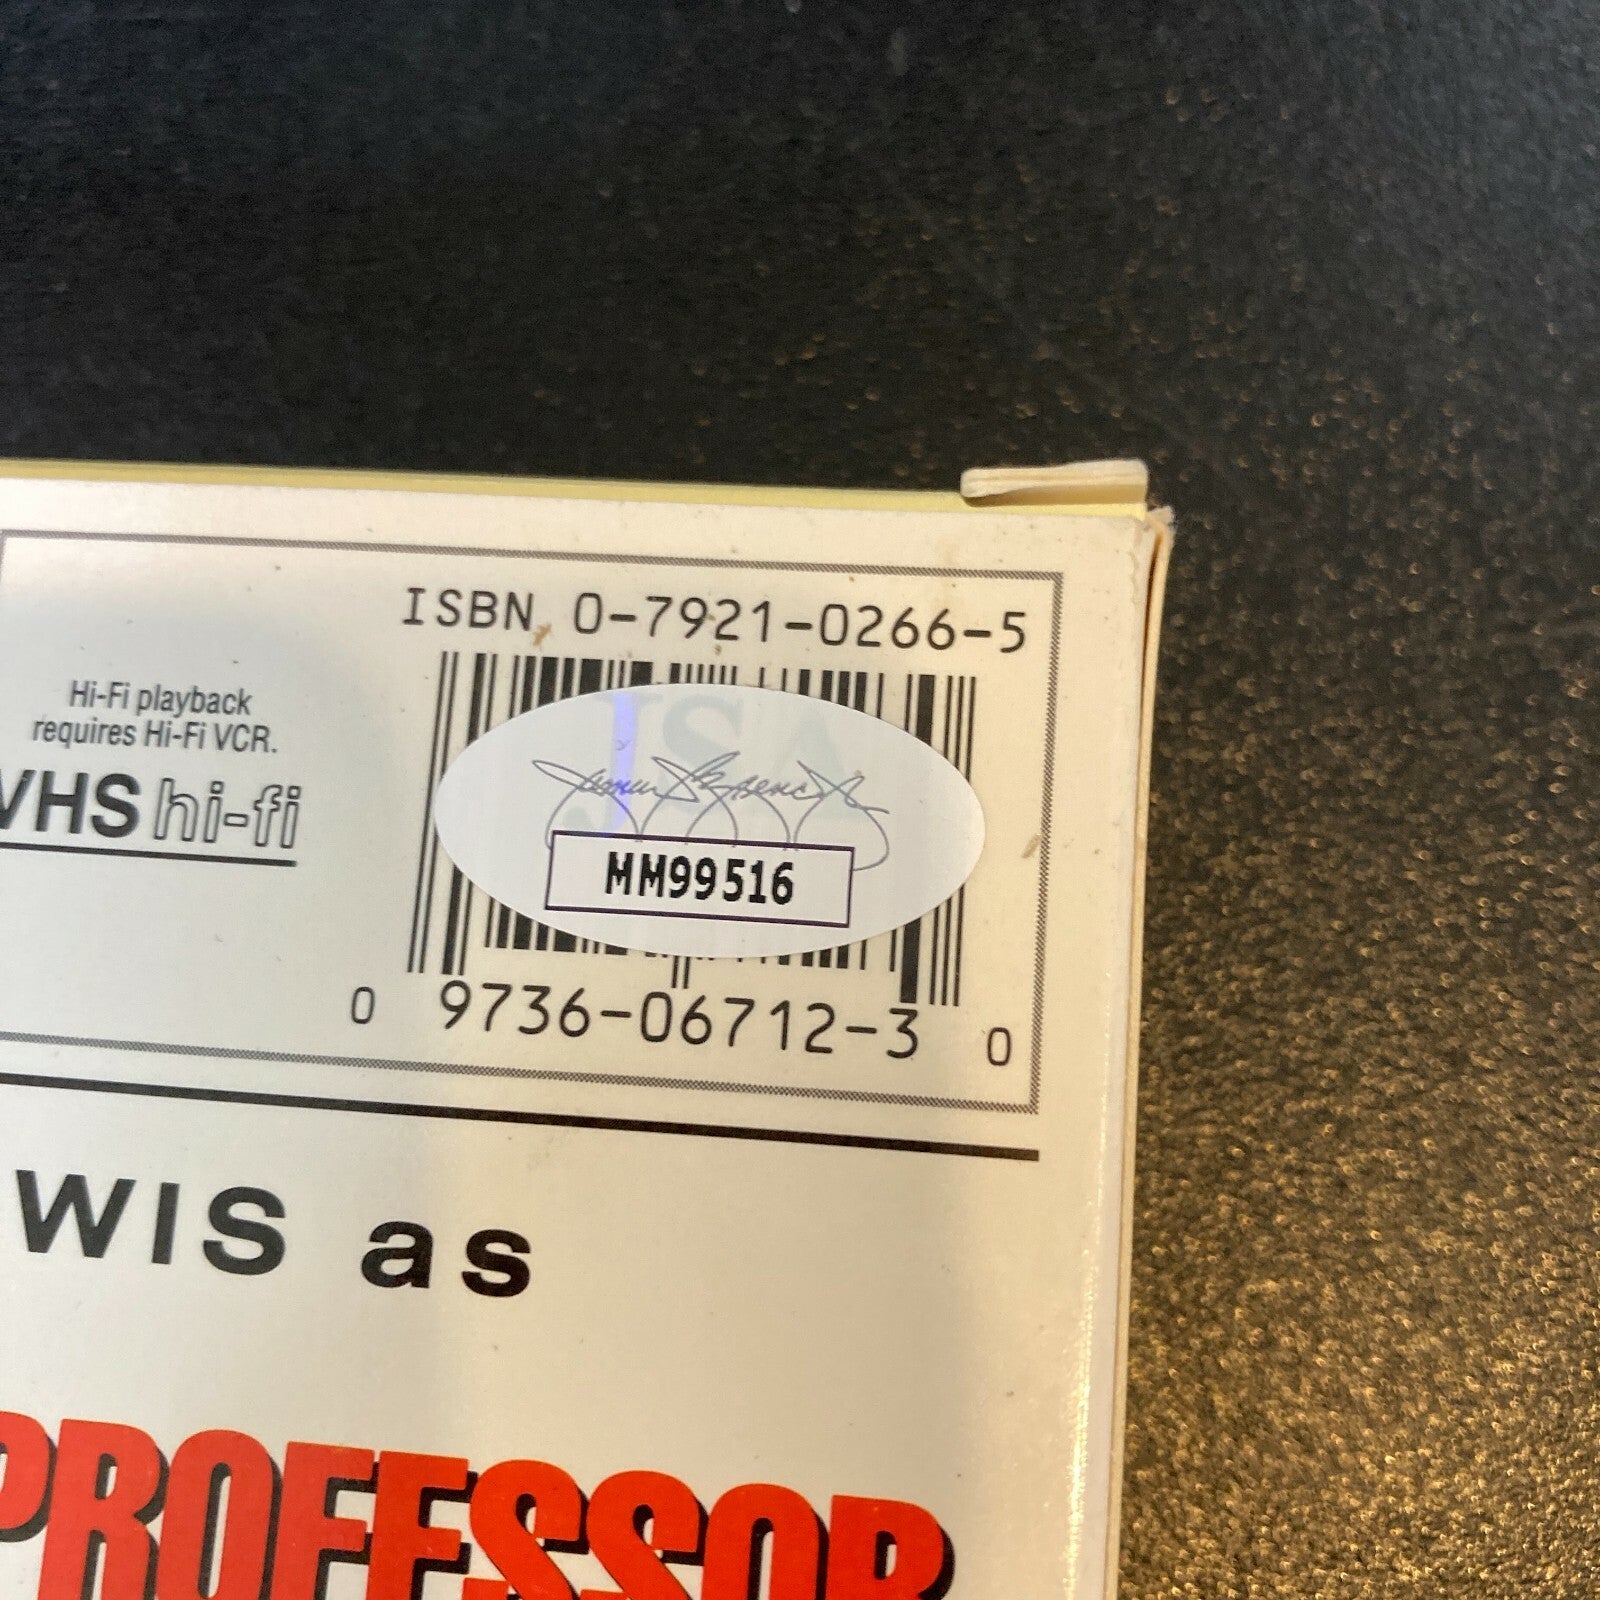 ISBN 0-7921-0266-5
Hi-Fi playback
requires Hi-Fi VCR.
VHS hi-fi
JSA
MM99516
0 9736-06712-3 0
WIS as
PROFESSOR